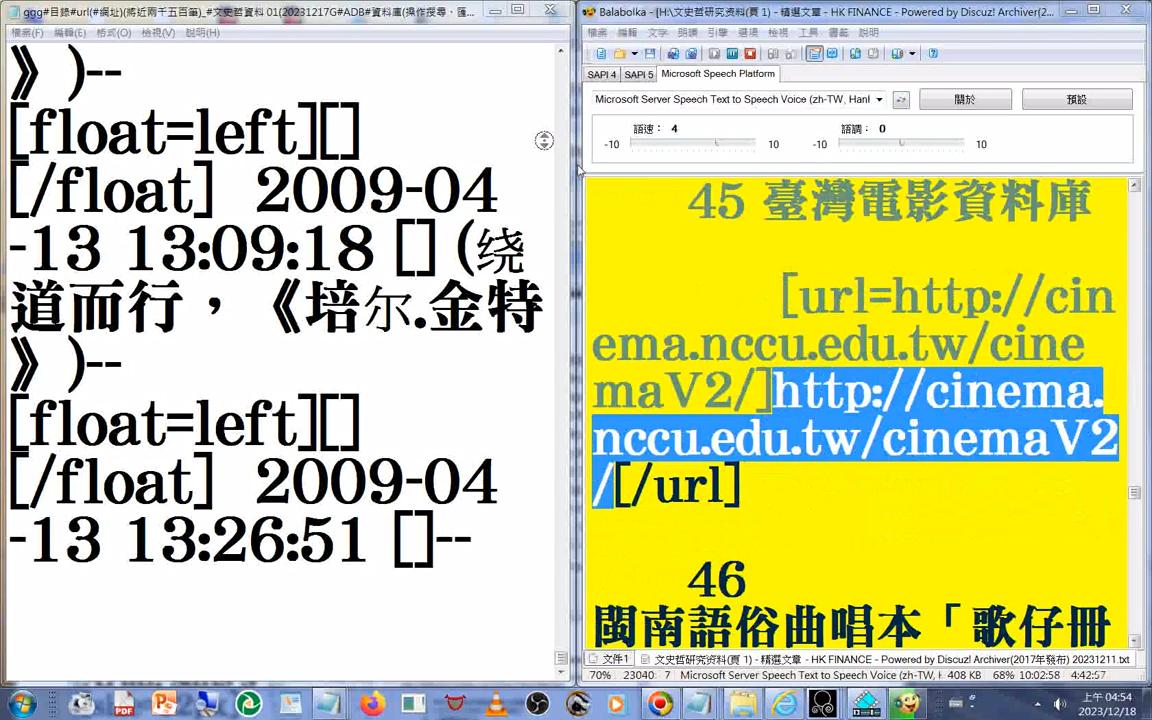 ggg#目錄#url(#網址)(將近兩千五百筆)_#文史哲資料 01(20231217G#ADB#資料庫(操作搜尋、匯...
檔案(F) 編輯(E) 格式(O) 檢視(V) 說明(H)
》)--
[float=left][]
[/float] 2009-04
-13 13:09:18 [] (绕
道而行，《培尔.金特
》)--
[float=left][]
[/float] 2009-04
-13 13:26:51 []--
Balabolka - [H:\文史哲研究资料(頁 1) - 精選文章 - HK FINANCE - Powered by Discuz! Archiver(2...
檔案 編輯 文字 朗讀 引擎 選項 檢視 工具 書籤 說明
SAPI 4 SAPI 5 Microsoft Speech Platform
Microsoft Server Speech Text to Speech Voice (zh-TW, Hanl
關於 預設
語速： 4 語調： 0
-10 10 -10 10
45 臺灣電影資料庫
[url=http://cin
ema.nccu.edu.tw/cine
maV2/]http://cinema.
nccu.edu.tw/cinemaV2
/[/url]
46
閩南語俗曲唱本「歌仔冊
文件1 文史哲研究资料(頁 1) - 精選文章 - HK FINANCE - Powered by Discuz! Archiver(2017年發布) 20231211.txt
70% 23040: 7 Microsoft Server Speech Text to Speech Voice (zh-TW, H 408 KB 68% 10:02:58 4:42:57
上午 04:54
2023/12/18